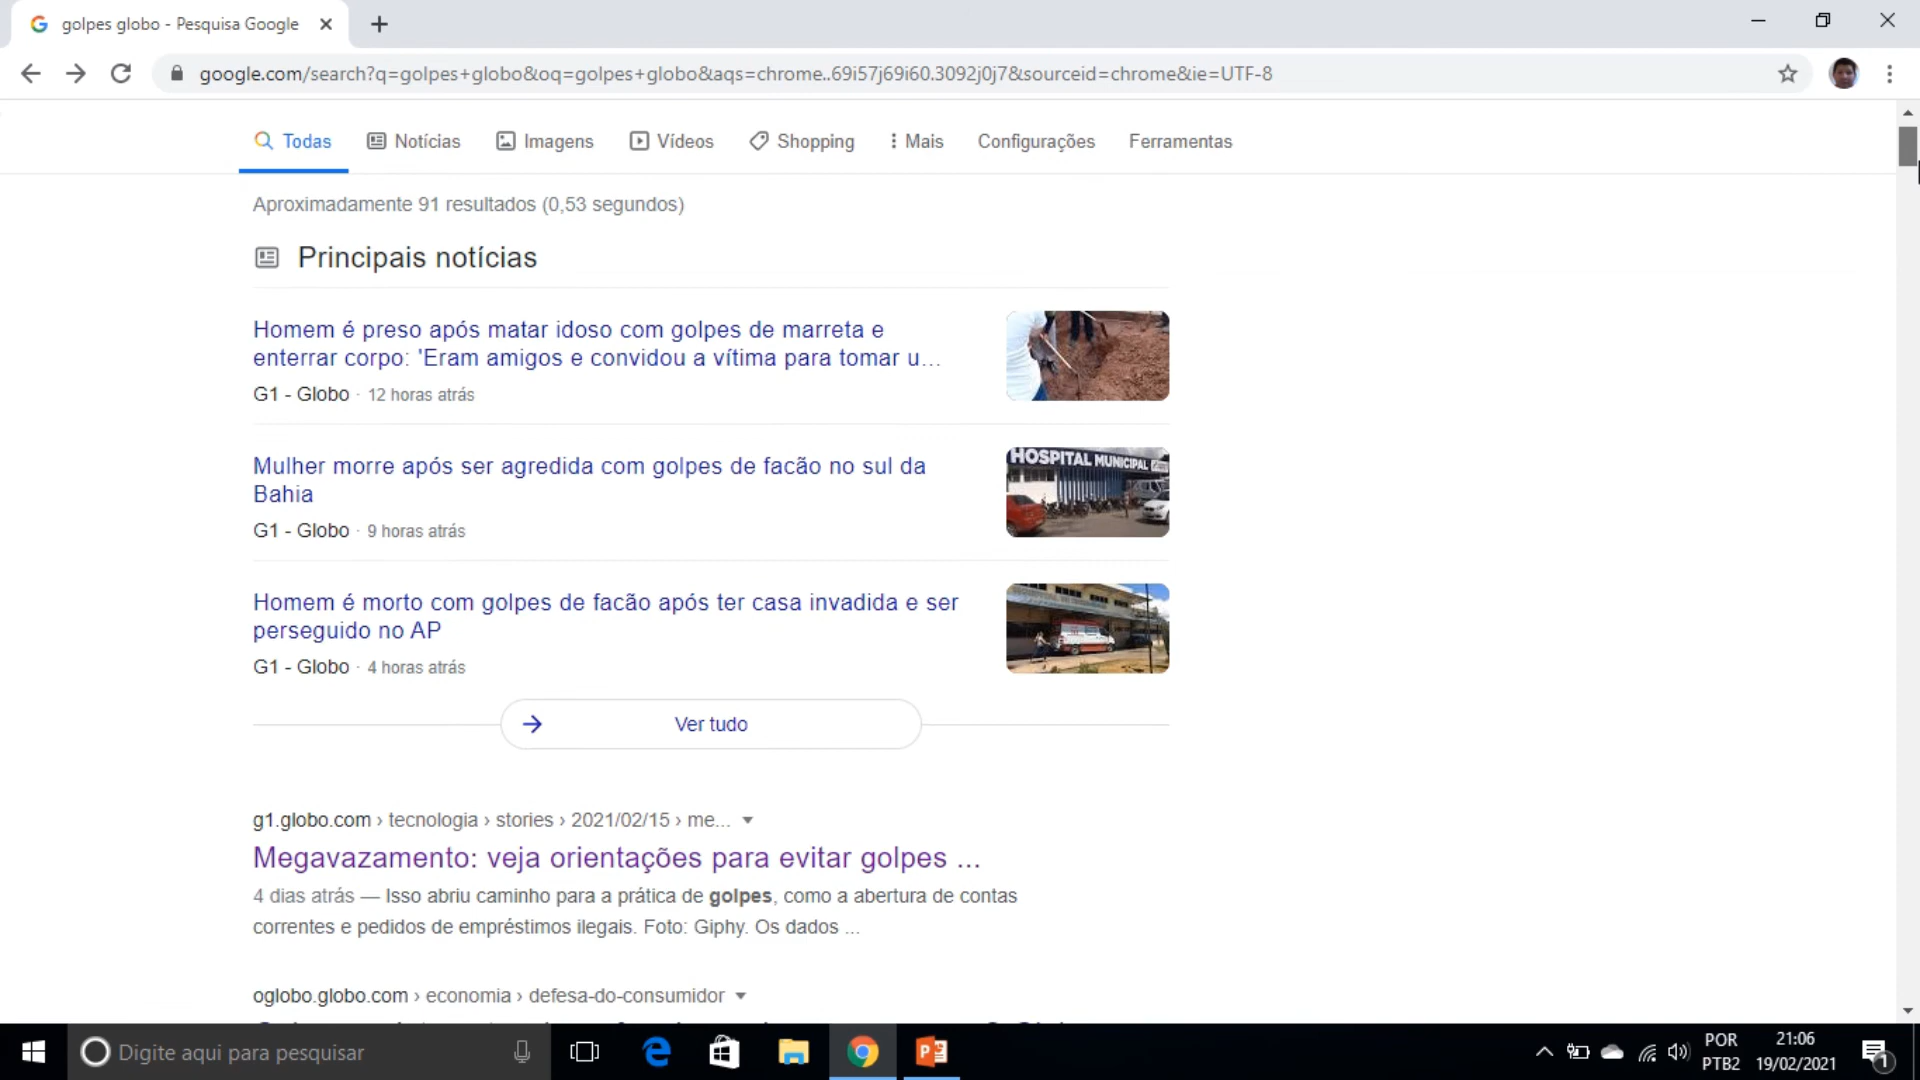 golpes globo - Pesquisa Google
google.com/search?q=golpes+globo&oq=golpes+globo&aqs=chrome..69i57j69i60.3092j0j7&sourceid=chrome&ie=UTF-8
Todas Notícias Imagens Vídeos Shopping Mais Configurações Ferramentas
Aproximadamente 91 resultados (0,53 segundos)
Principais notícias
Homem é preso após matar idoso com golpes de marreta e
enterrar corpo: 'Eram amigos e convidou a vítima para tomar u...
G1 - Globo · 12 horas atrás
Mulher morre após ser agredida com golpes de facão no sul da
Bahia
HOSPITAL MUNICIPAL
G1 - Globo · 9 horas atrás
Homem é morto com golpes de facão após ter casa invadida e ser
perseguido no AP
G1 - Globo · 4 horas atrás
Ver tudo
g1.globo.com › tecnologia › stories › 2021/02/15 › me...
Megavazamento: veja orientações para evitar golpes ...
4 dias atrás — Isso abriu caminho para a prática de golpes, como a abertura de contas
correntes e pedidos de empréstimos ilegais. Foto: Giphy. Os dados ...
oglobo.globo.com › economia › defesa-do-consumidor
Digite aqui para pesquisar
POR
PTB2
21:06
19/02/2021
1